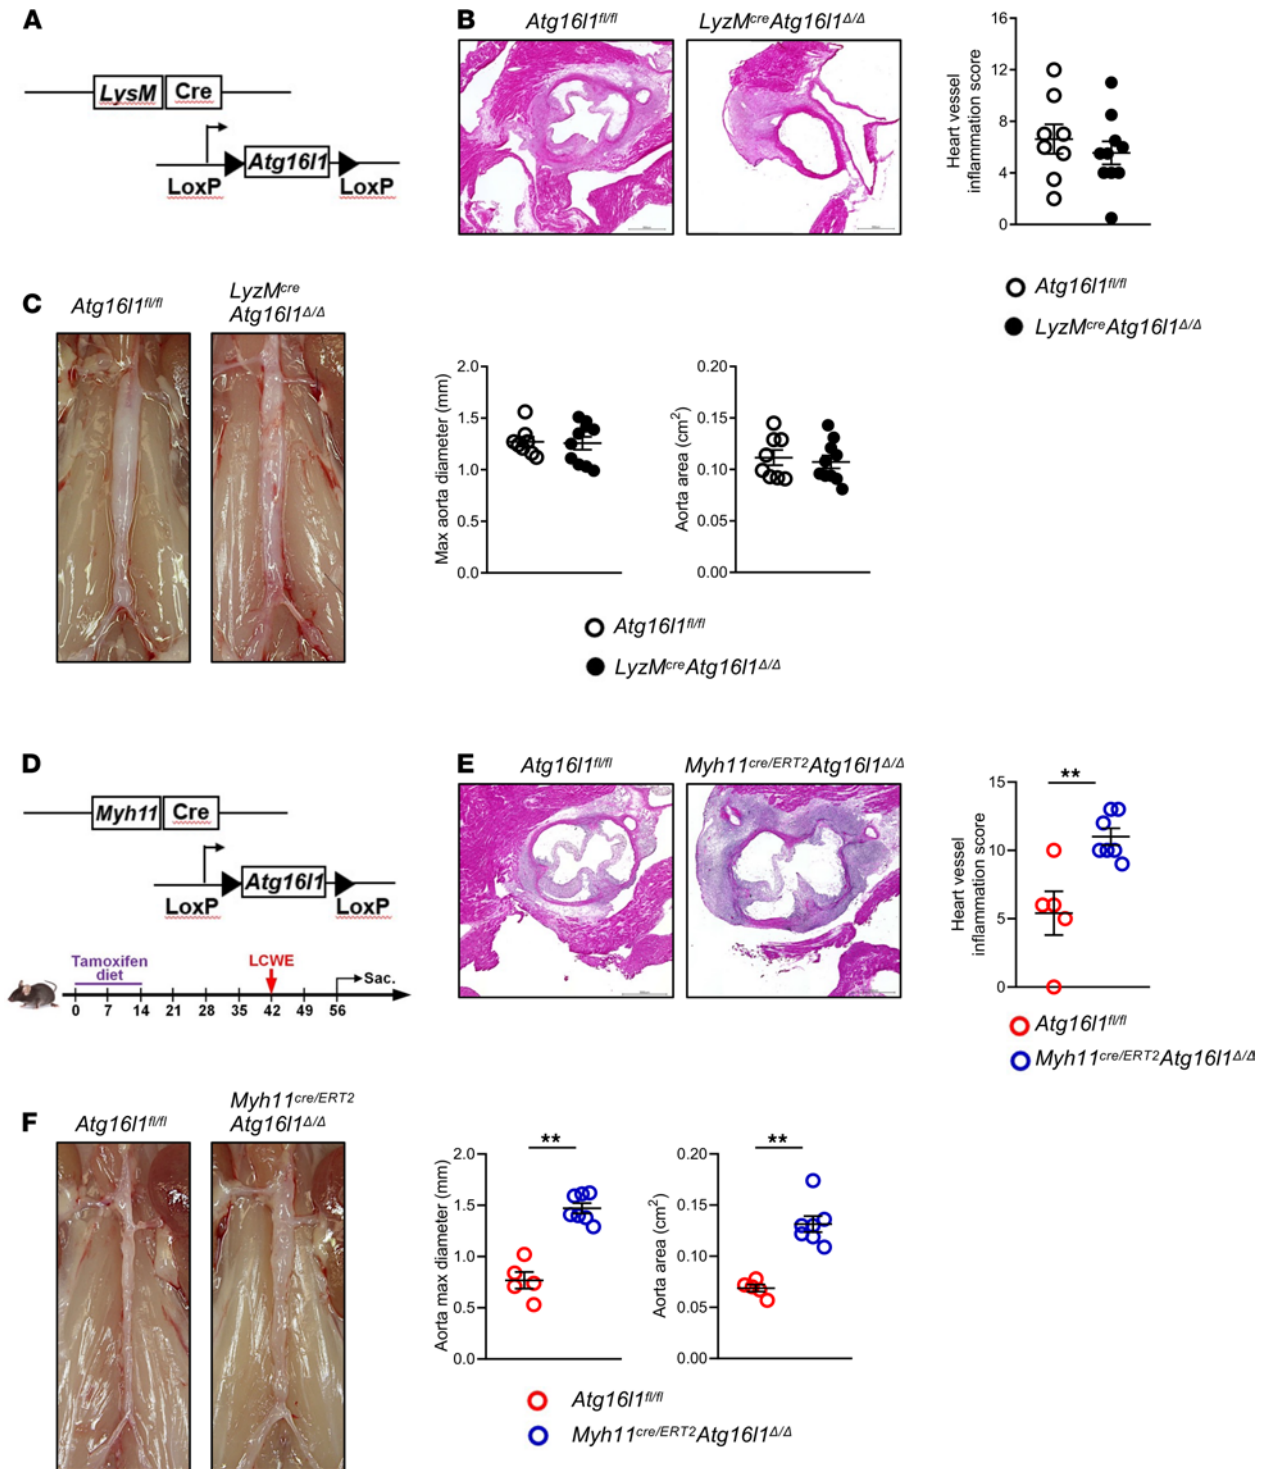 A
LysM Cre
Atg16l1
LoxP LoxP
B
Atg16l1fl/fl LyzMcreAtg16l1Δ/Δ
Heart vessel
inflammation score
16
12
8
4
0
Atg16l1fl/fl
LyzMcreAtg16l1Δ/Δ
C
Atg16l1fl/fl
LyzMcre
Atg16l1Δ/Δ
Max aorta diameter (mm)
2.0
1.5
1.0
0.5
0.0
Aorta area (cm2)
0.20
0.15
0.10
0.05
0.00
Atg16l1fl/fl
LyzMcreAtg16l1Δ/Δ
D
Myh11 Cre
Atg16l1
LoxP LoxP
Tamoxifen
diet
LCWE
Sac.
0 7 14 21 28 35 42 49 56
E
Atg16l1fl/fl Myh11cre/ERT2Atg16l1Δ/Δ
Heart vessel
inflammation score
**
15
10
5
0
Atg16l1fl/fl
Myh11cre/ERT2Atg16l1Δ/Δ
F
Atg16l1fl/fl
Myh11cre/ERT2
Atg16l1Δ/Δ
Aorta max diameter (mm)
**
2.0
1.5
1.0
0.5
0.0
Aorta area (cm2)
**
0.20
0.15
0.10
0.05
0.00
Atg16l1fl/fl
Myh11cre/ERT2Atg16l1Δ/Δ